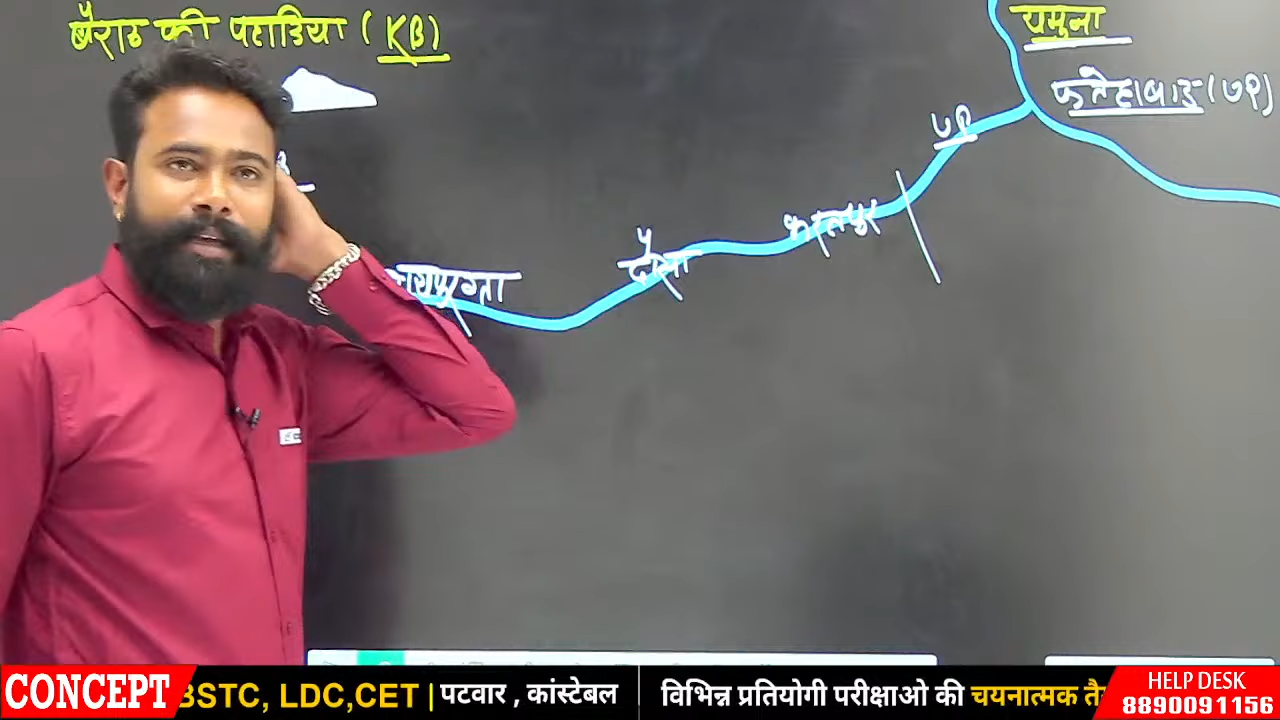 बैराठ की पहाडिया (KB)
यमुना
फतेहाबाद (UP)
UP
भरतपुर
दौसा
CONCEPT
BSTC, LDC,CET | पटवार , कांस्टेबल
विभिन्न प्रतियोगी परीक्षाओ की चयनात्मक
HELP DESK
8890091156